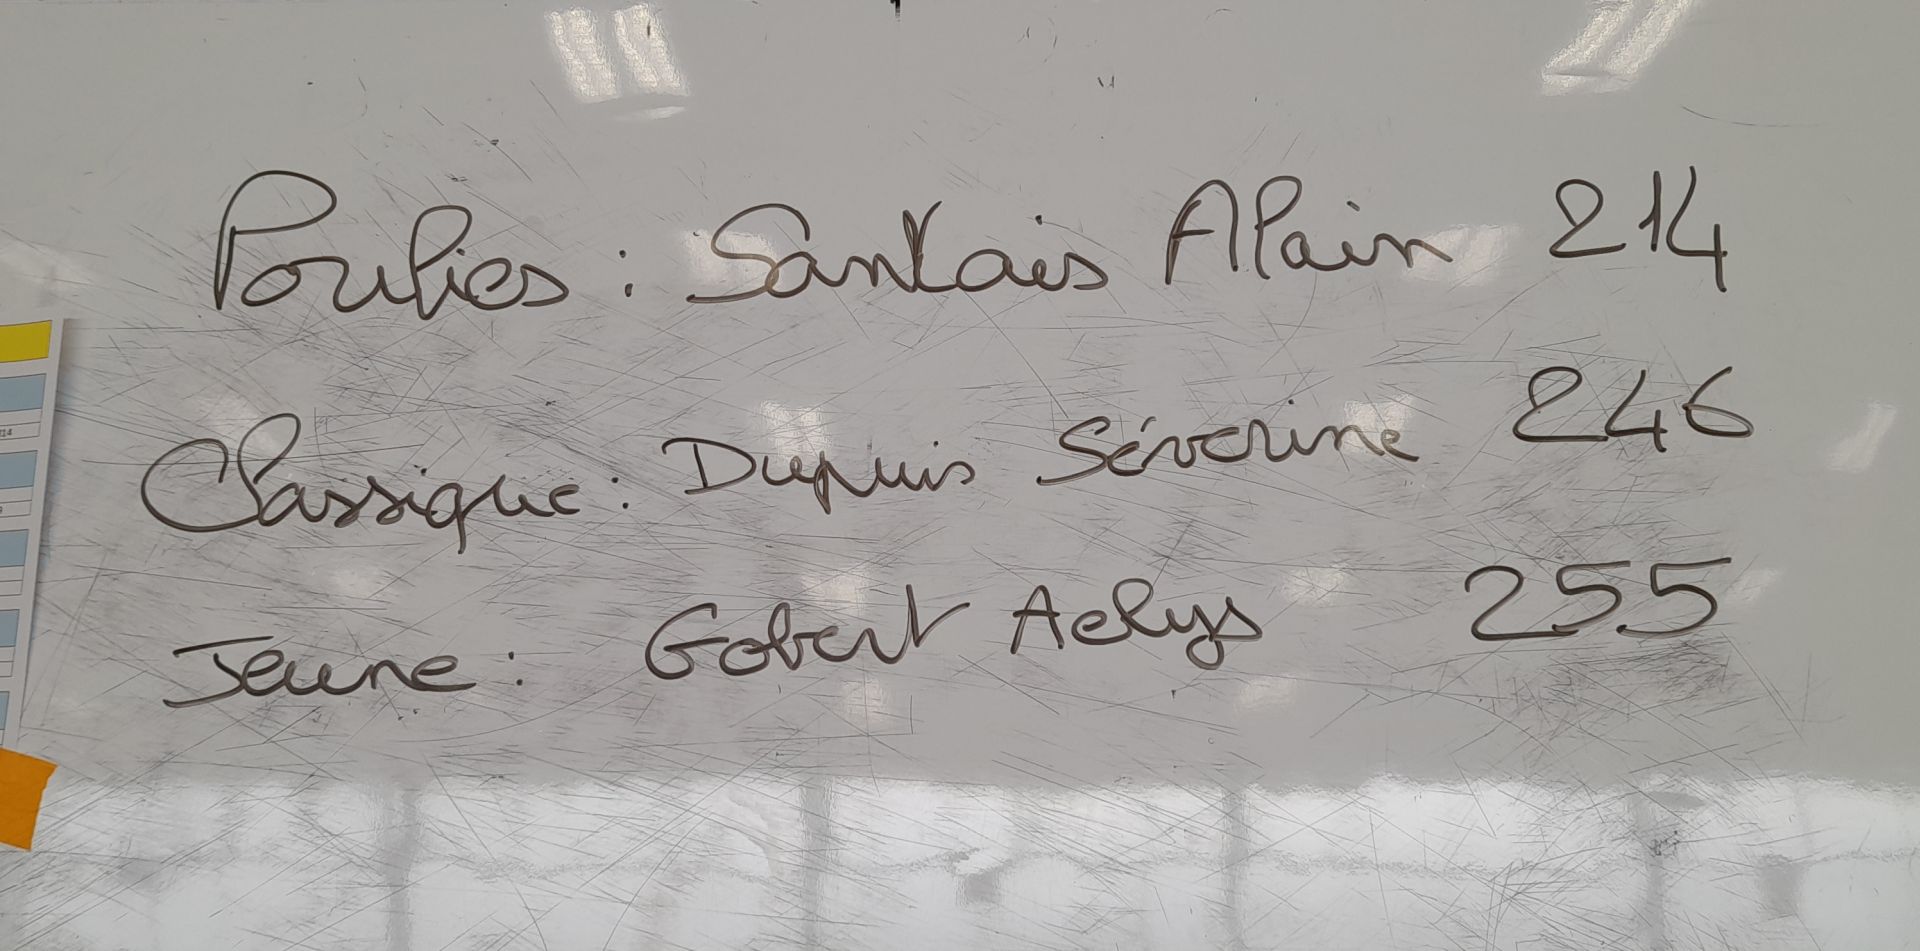 Poulies : Santais Alain 214
Classique : Dupuis Séverine 246
Jeune : Gobert Aelys 255